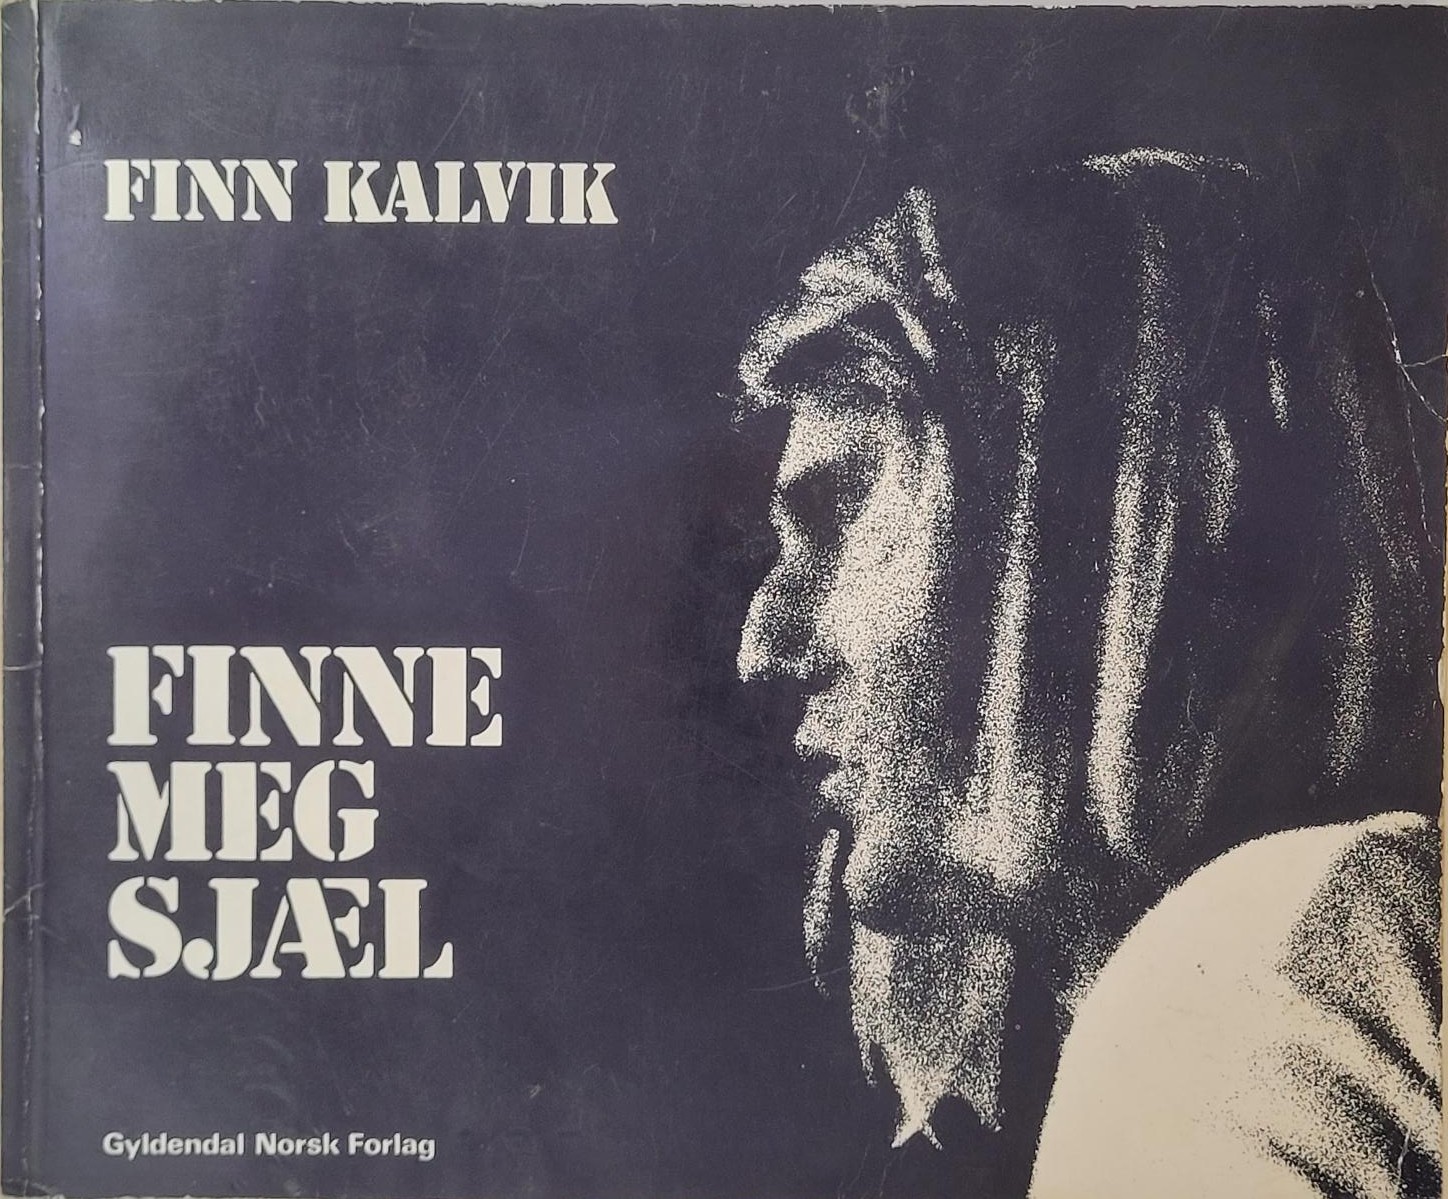 FINN KALVIK
FINNE
MEG
SJÆL
Gyldendal Norsk Forlag